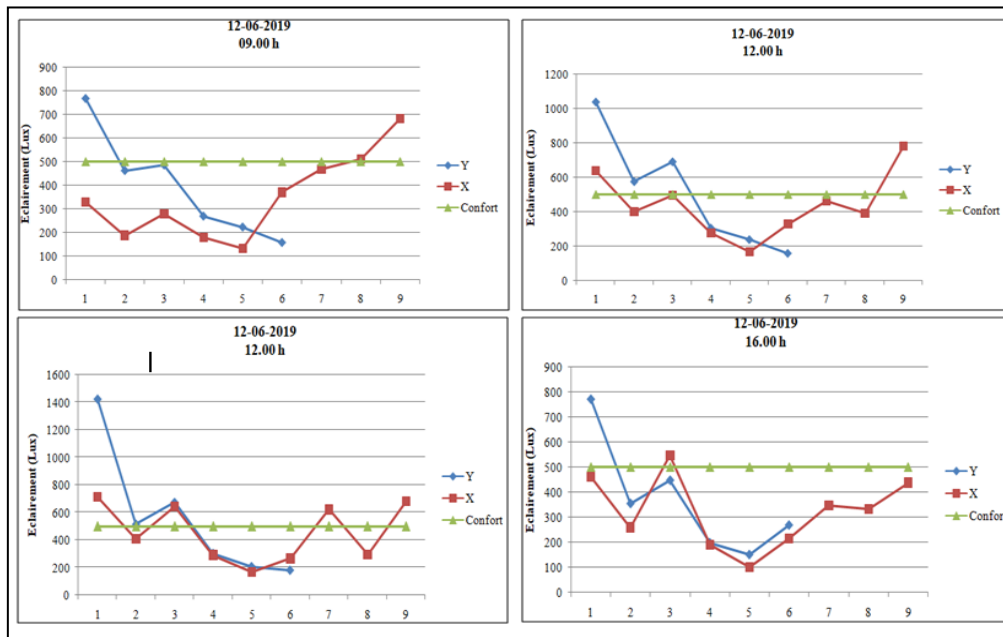 12-06-2019
09.00 h
Eclairement (Lux)
900
800
700
600
500
400
300
200
100
0
1 2 3 4 5 6 7 8 9
Y
X
Confort
12-06-2019
12.00 h
Eclairement (Lux)
1200
1000
800
600
400
200
0
1 2 3 4 5 6 7 8 9
Y
X
Confort
12-06-2019
12.00 h
Eclairement (Lux)
1600
1400
1200
1000
800
600
400
200
0
1 2 3 4 5 6 7 8 9
Y
X
Confort
12-06-2019
16.00 h
Eclairement (Lux)
900
800
700
600
500
400
300
200
100
0
1 2 3 4 5 6 7 8 9
Y
X
Confort